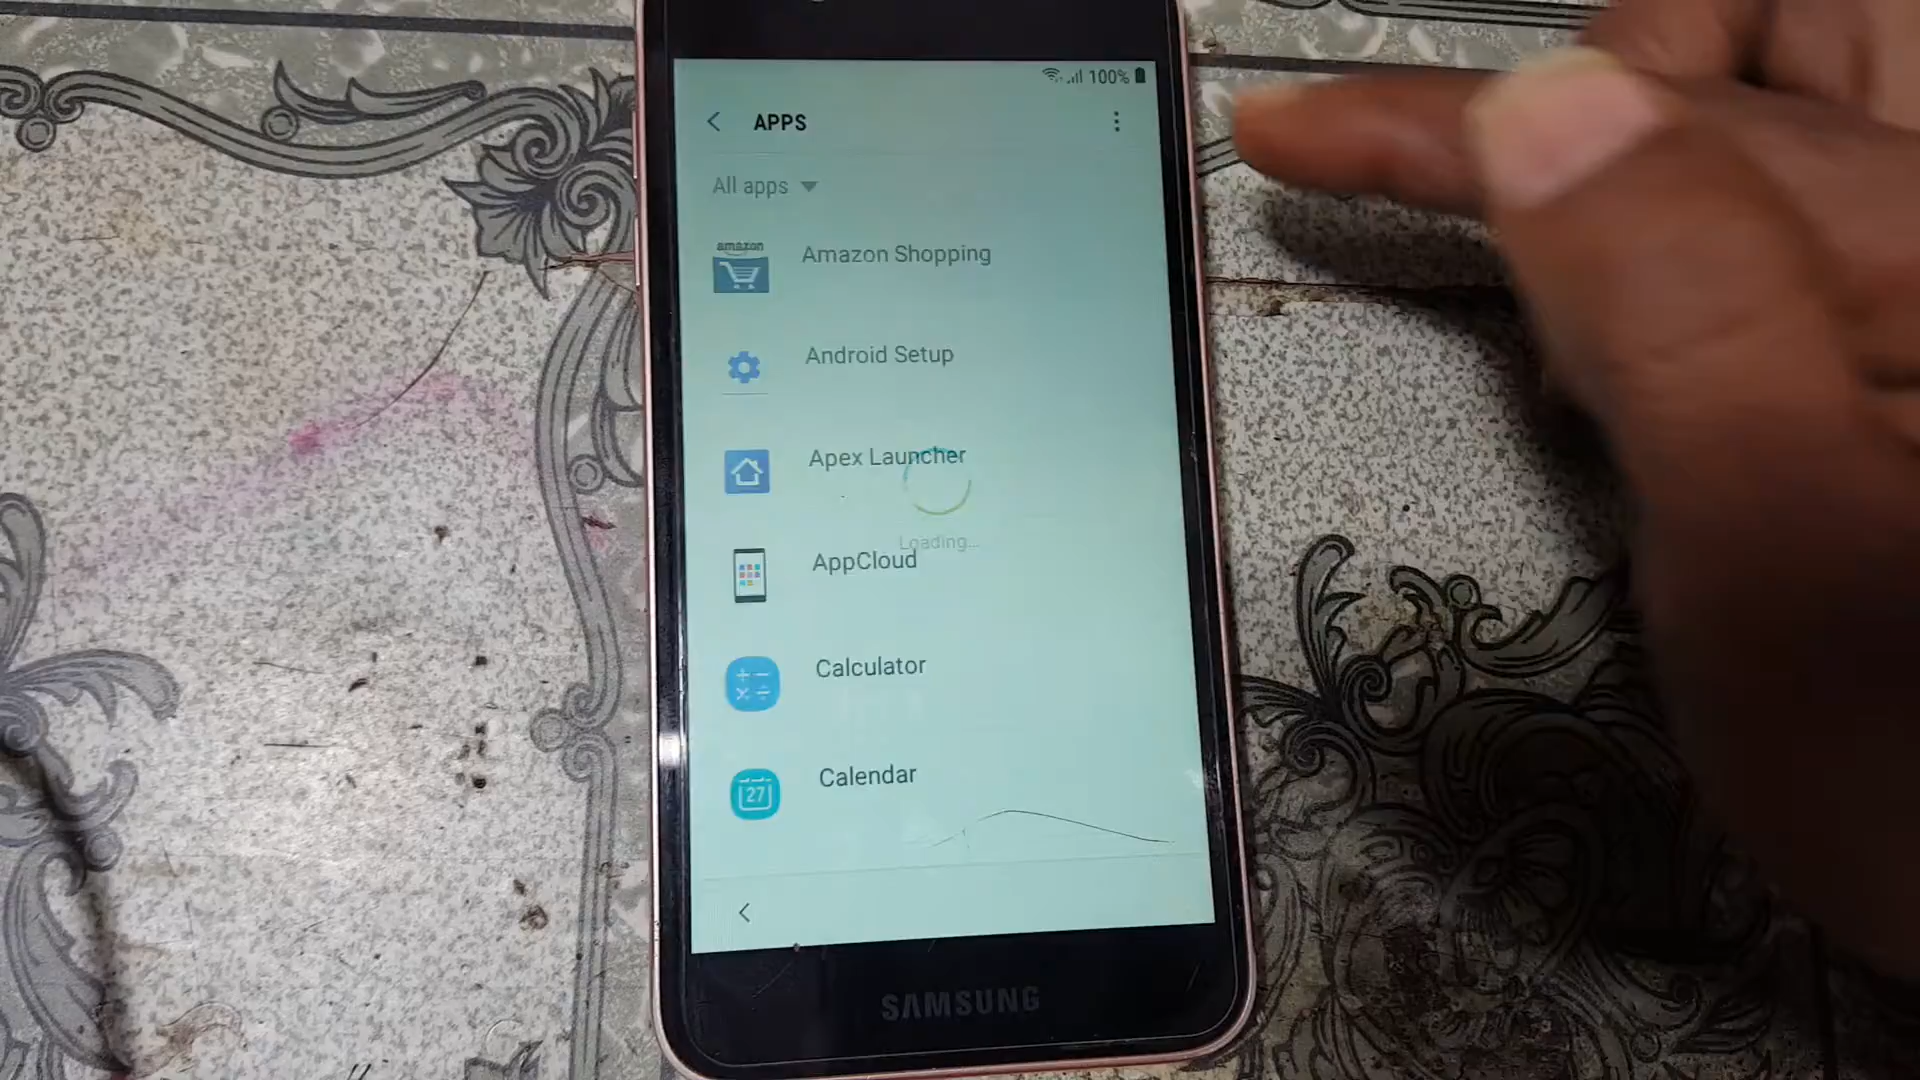 100%
APPS
All apps
amazon
Amazon Shopping
Android Setup
Apex Launcher
Loading...
AppCloud
Calculator
27
Calendar
SAMSUNG